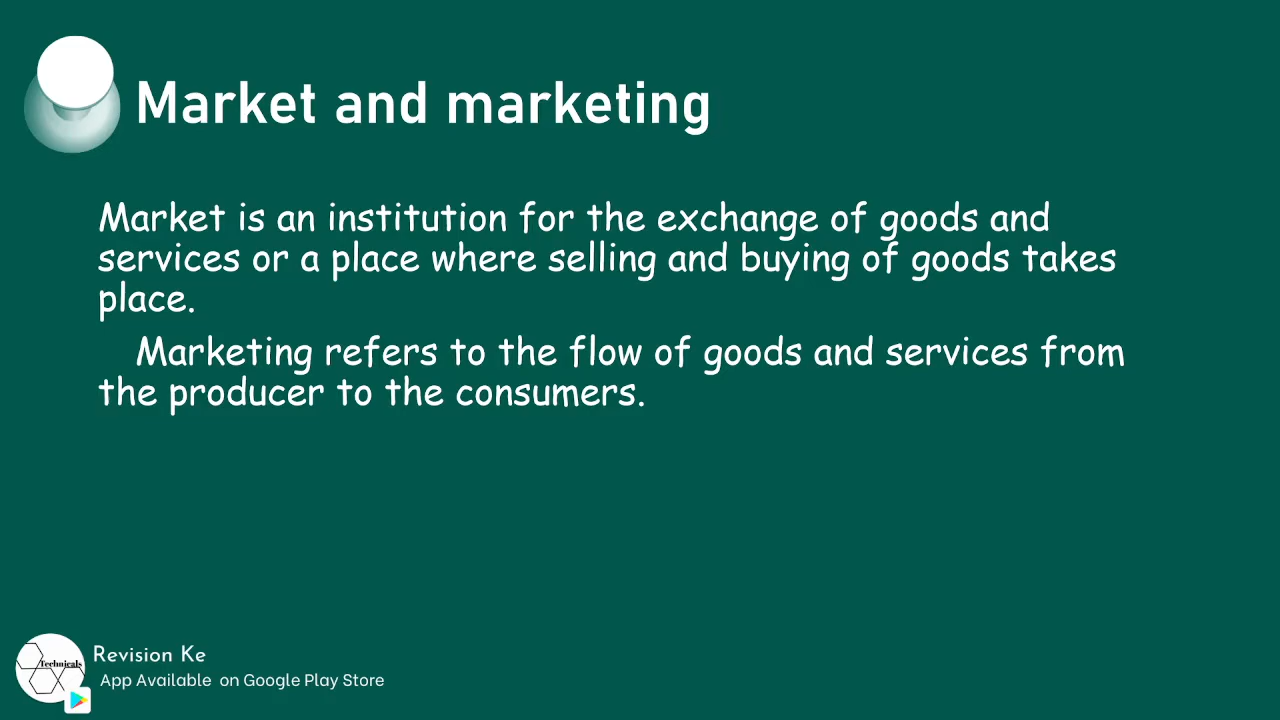 Market and marketing
Market is an institution for the exchange of goods and
services or a place where selling and buying of goods takes
place.
Marketing refers to the flow of goods and services from
the producer to the consumers.
Technicals
Revision Ke
App Available on Google Play Store